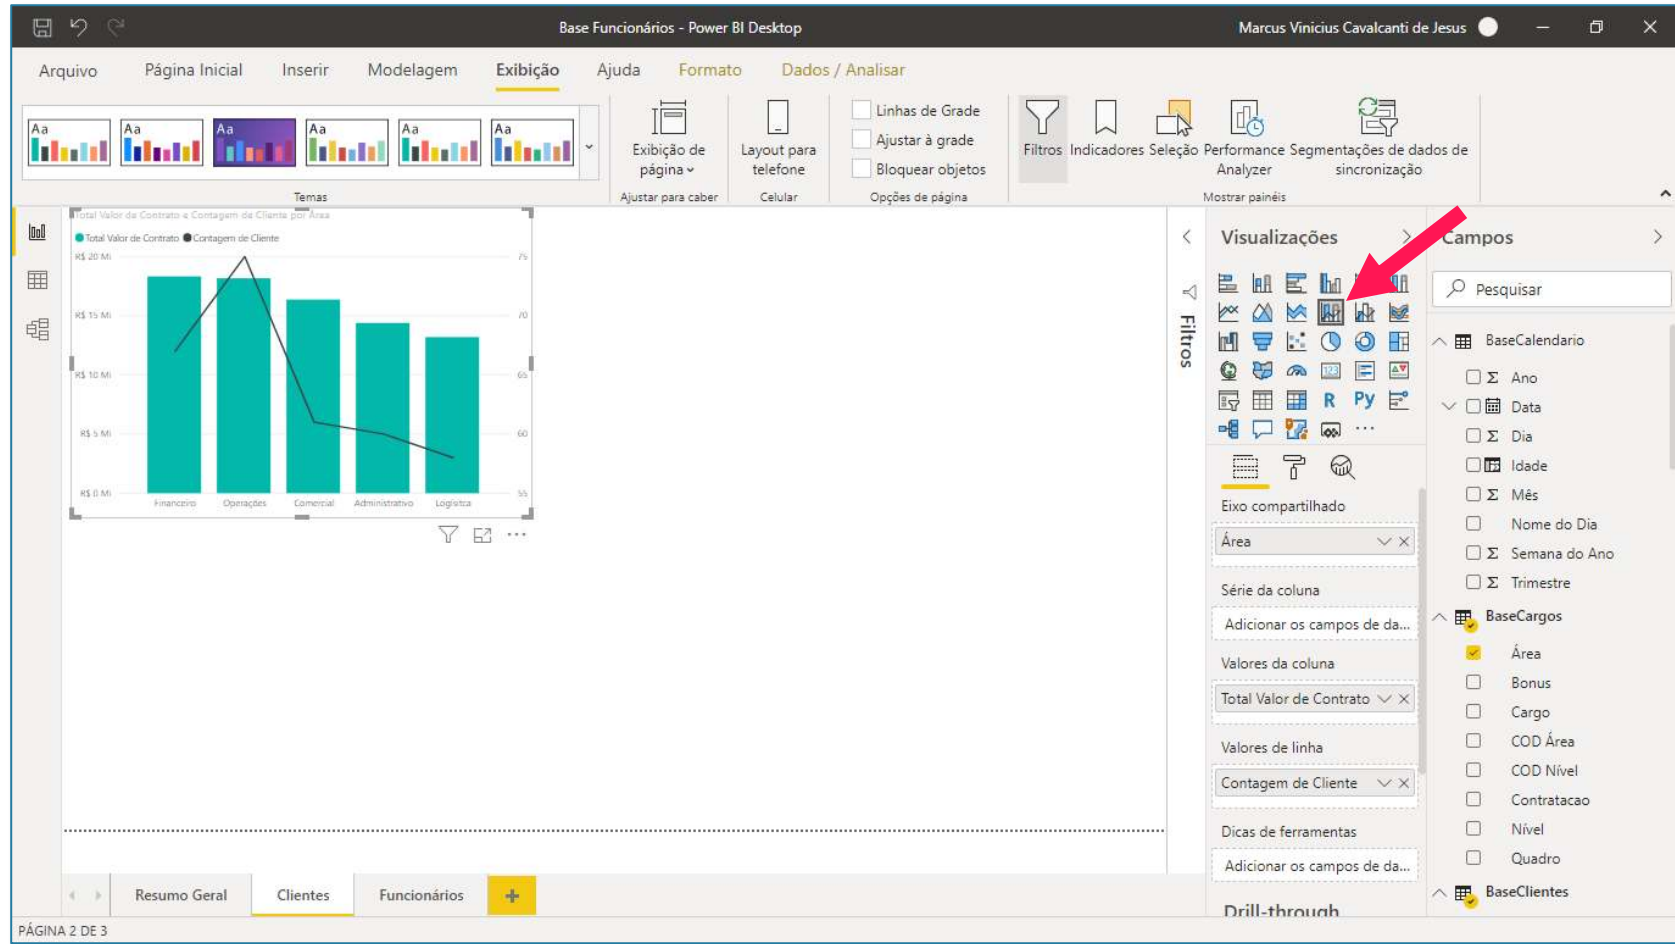 Base Funcionários - Power BI Desktop
Marcus Vinicius Cavalcanti de Jesus
Arquivo Página Inicial Inserir Modelagem Exibição Ajuda Formato Dados / Analisar
Aa Aa Aa Aa Aa Aa
Temas
Exibição de página
Ajustar para caber
Layout para telefone
Celular
Linhas de Grade
Ajustar à grade
Bloquear objetos
Opções de página
Filtros Indicadores Seleção
Performance Analyzer
Segmentações de dados de sincronização
Mostrar painéis
Total Valor de Contrato e Contagem de Cliente por Área
Total Valor de Contrato Contagem de Cliente
R$ 20 Mi 75
R$ 15 Mi 70
R$ 10 Mi 65
R$ 5 Mi 60
R$ 0 Mi 55
Financeiro Operações Comercial Administrativo Logísitca
Filtros
Visualizações
123
R Py
Eixo compartilhado
Área
Série da coluna
Adicionar os campos de da...
Valores da coluna
Total Valor de Contrato
Valores de linha
Contagem de Cliente
Dicas de ferramentas
Adicionar os campos de da...
Drill-through
Campos
Pesquisar
BaseCalendario
Σ Ano
Data
Σ Dia
Idade
Σ Mês
Nome do Dia
Σ Semana do Ano
Σ Trimestre
BaseCargos
Área
Bonus
Cargo
COD Área
COD Nível
Contratacao
Nível
Quadro
BaseClientes
Resumo Geral Clientes Funcionários +
PÁGINA 2 DE 3